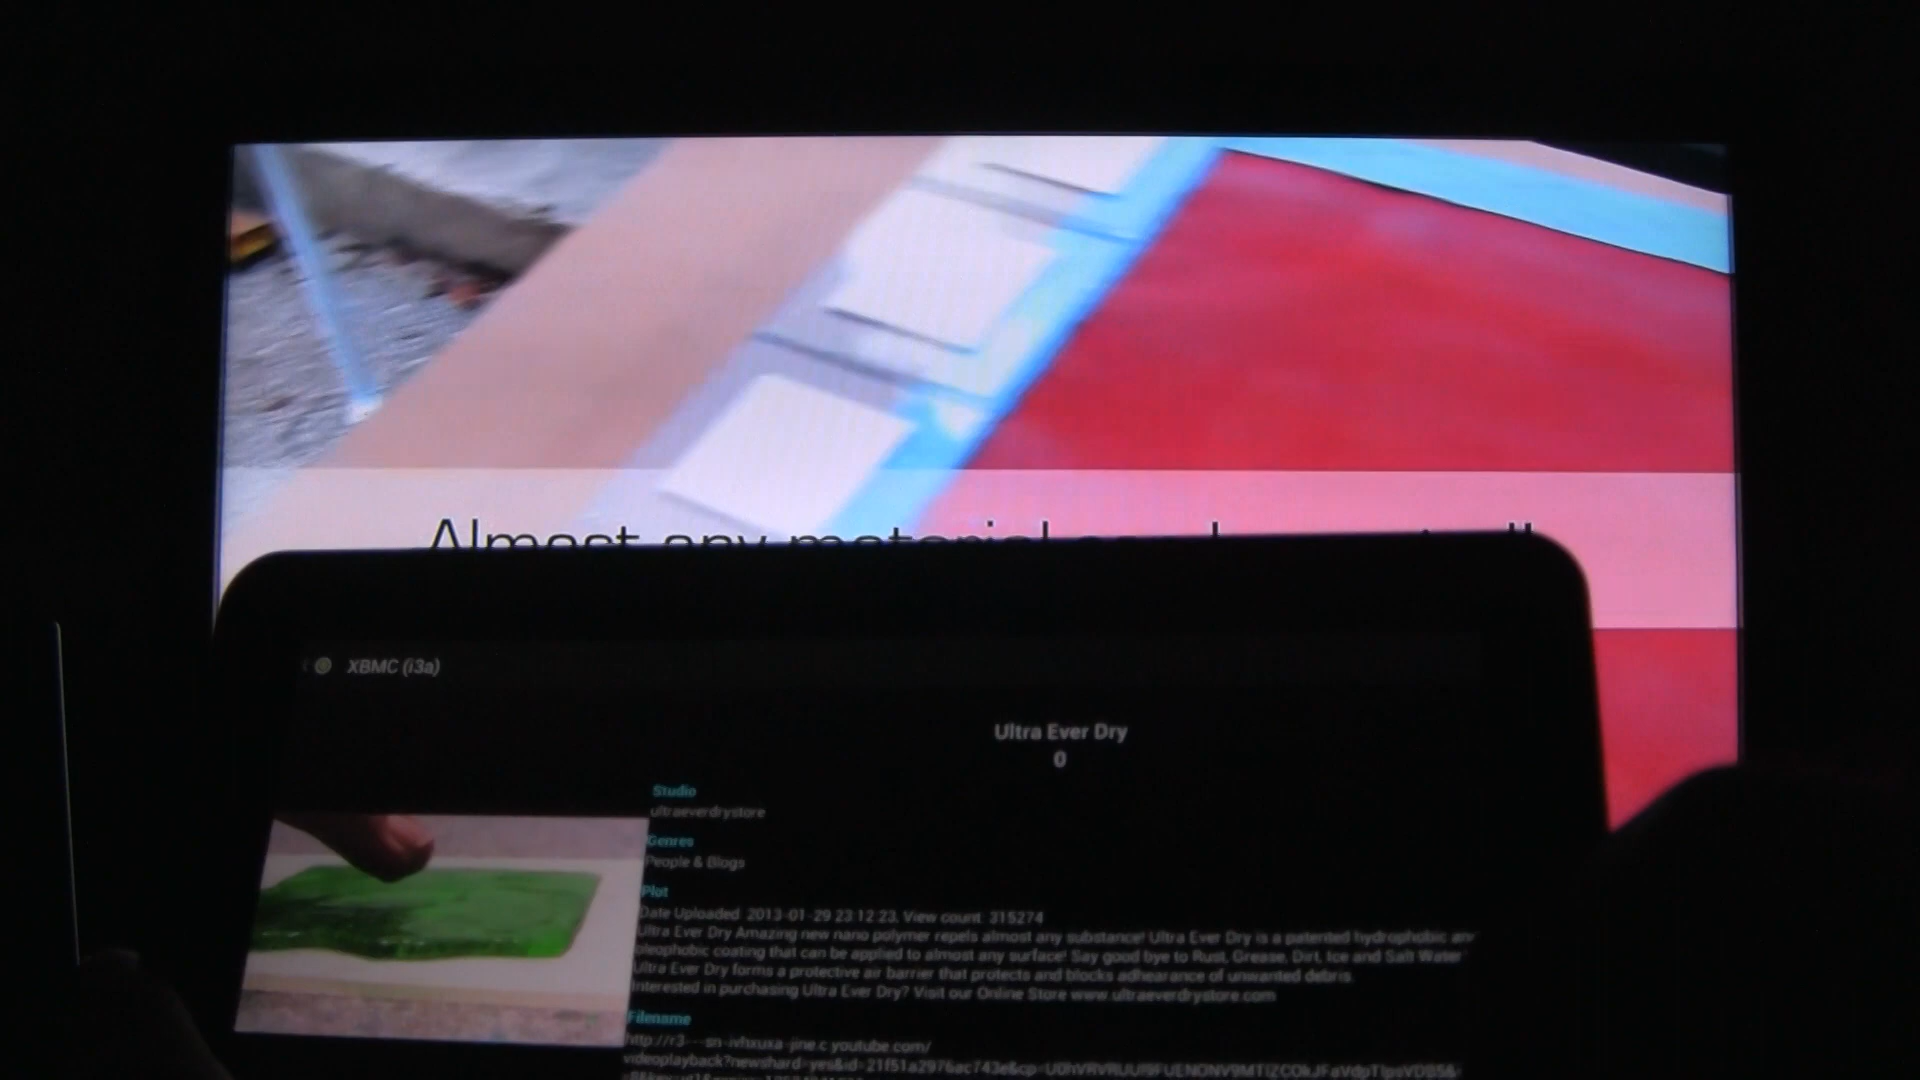 Almost any material
XBMC (i3a)
Ultra Ever Dry
0
Studio
ultraeverdrystore
Genres
People & Blogs
Plot
Date Uploaded: 2013-01-29 23:12:23, View count: 315274
Ultra Ever Dry Amazing new nano polymer repels almost any substance! Ultra Ever Dry is a patented hydrophobic and
oleophobic coating that can be applied to almost any surface! Say good bye to Rust, Grease, Dirt, Ice and Salt Water
Ultra Ever Dry forms a protective air barrier that protects and blocks adhearance of unwanted debris.
Interested in purchasing Ultra Ever Dry? Visit our Online Store www.ultraeverdrystore.com
Filename